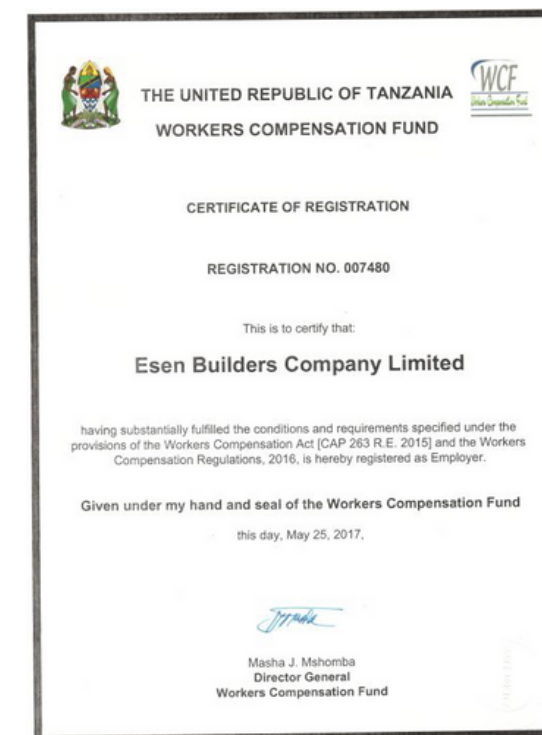 WCF
Workers Compensation Fund
THE UNITED REPUBLIC OF TANZANIA
WORKERS COMPENSATION FUND
CERTIFICATE OF REGISTRATION
REGISTRATION NO. 007480
This is to certify that:
Esen Builders Company Limited
having substantially fulfilled the conditions and requirements specified under the
provisions of the Workers Compensation Act [CAP 263 R.E. 2015] and the Workers
Compensation Regulations, 2016, is hereby registered as Employer.
Given under my hand and seal of the Workers Compensation Fund
this day, May 25, 2017,
Masha J. Mshomba
Director General
Workers Compensation Fund